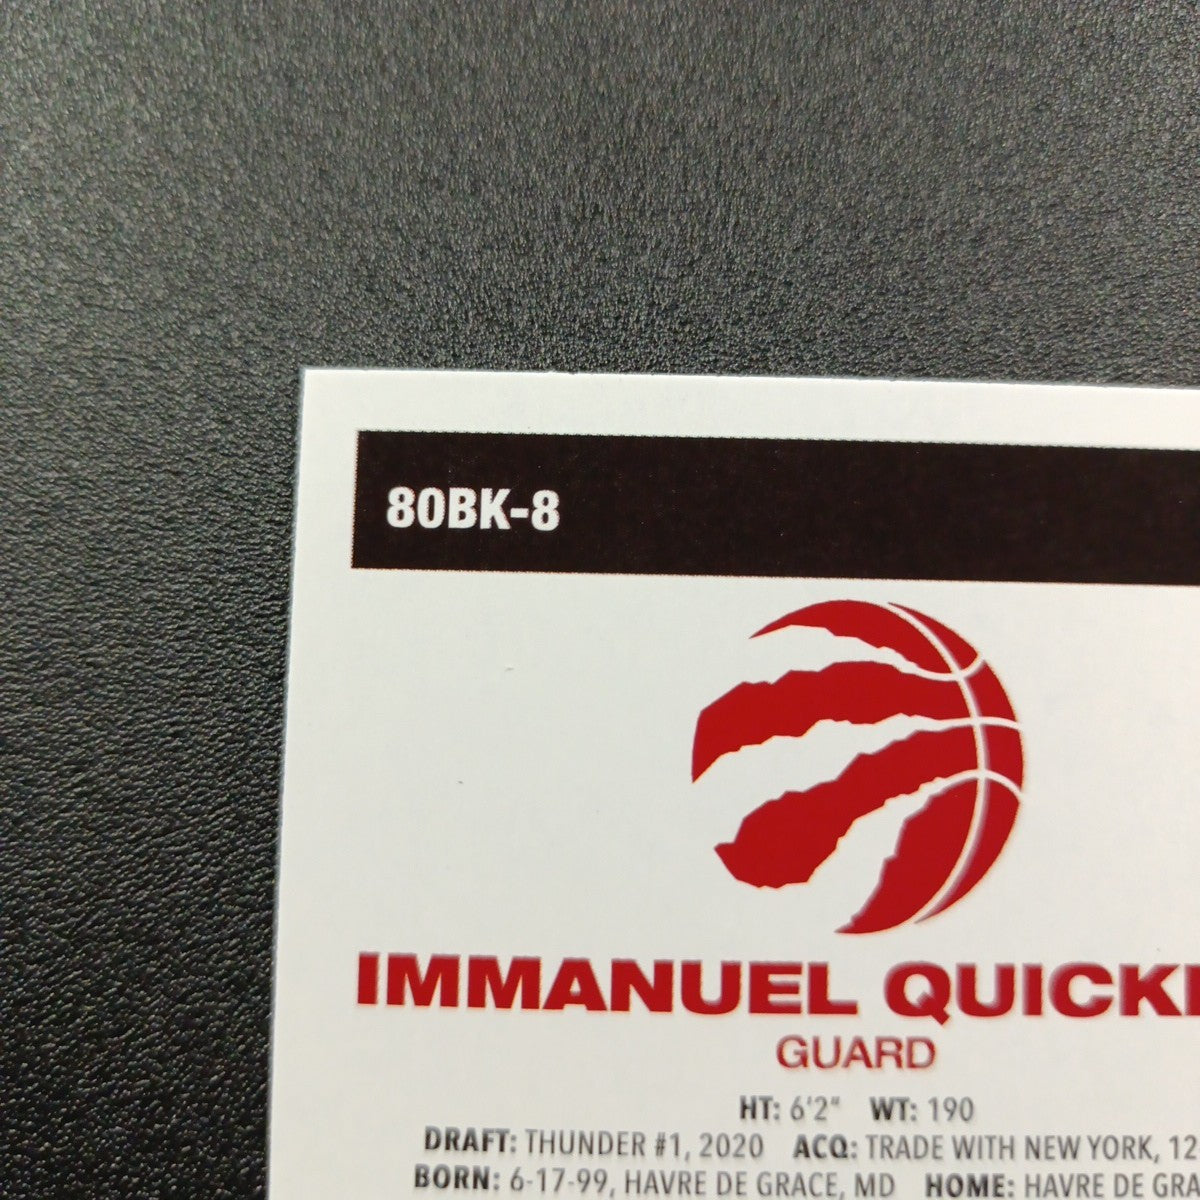 80BK-8
IMMANUEL QUICK
GUARD
HT: 6'2" WT: 190
DRAFT: THUNDER #1, 2020 ACQ: TRADE WITH NEW YORK, 12
BORN: 6-17-99, HAVRE DE GRACE, MD HOME: HAVRE DE GRA